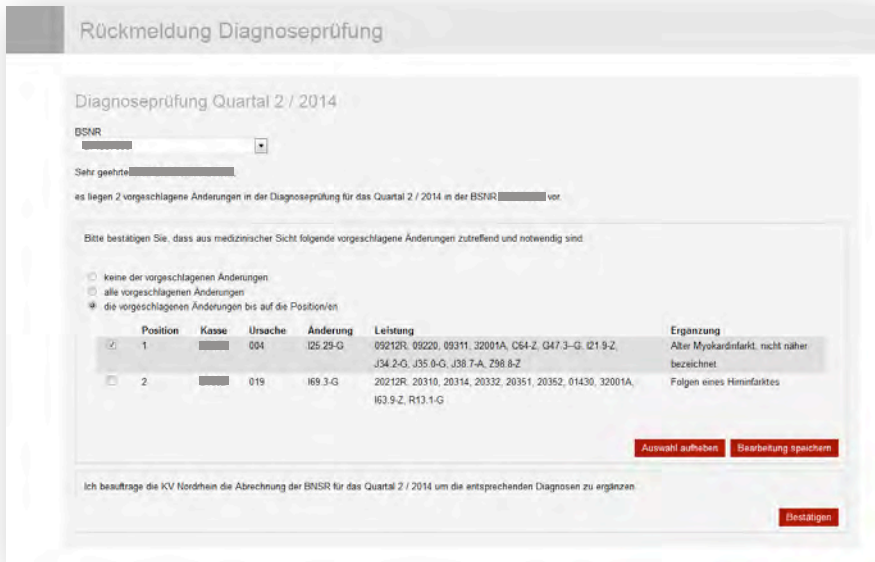 Rückmeldung Diagnoseprüfung
Diagnoseprüfung Quartal 2 / 2014
BSNR
Sehr geehrte
es liegen 2 vorgeschlagene Änderungen in der Diagnoseprüfung für das Quartal 2 / 2014 in der BSNR vor.
Bitte bestätigen Sie, dass aus medizinischer Sicht folgende vorgeschlagene Änderungen zutreffend und notwendig sind
keine der vorgeschlagenen Änderungen
alle vorgeschlagenen Änderungen
die vorgeschlagenen Änderungen bis auf die Position/en
Position Kasse Ursache Änderung Leistung Ergänzung
1 004 I25.29-G 09212R, 09220, 09311, 32001A, C64-Z, G47.3--G, I21.9-Z, Alter Myokardinfarkt, nicht näher
J34.2-G, J35.0-G, J38.7-A, Z98.8-Z bezeichnet
2 019 I69.3-G 20212R, 20310, 20314, 20332, 20351, 20352, 01430, 32001A, Folgen eines Hirninfarktes
I63.9-Z, R13.1-G
Auswahl aufheben Bearbeitung speichern
Ich beauftrage die KV Nordrhein die Abrechnung der BNSR für das Quartal 2 / 2014 um die entsprechenden Diagnosen zu ergänzen.
Bestätigen